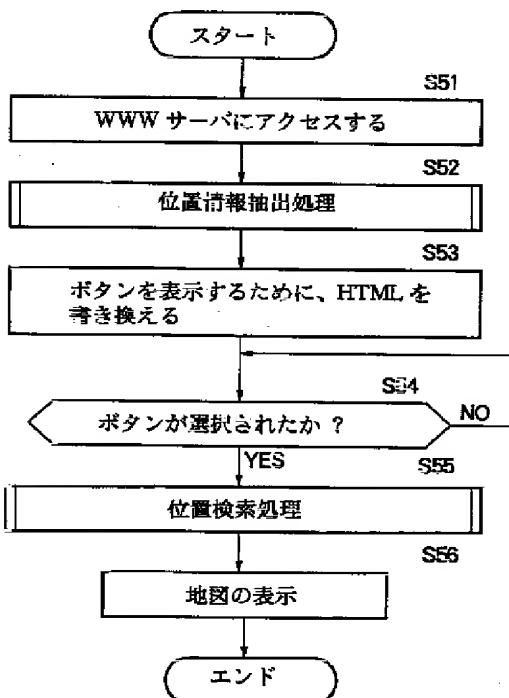 スタート
S51
WWW サーバにアクセスする
S52
位置情報抽出処理
S53
ボタンを表示するために、HTML を
書き換える
S54
ボタンが選択されたか ?
NO
YES
S55
位置検索処理
S56
地図の表示
エンド